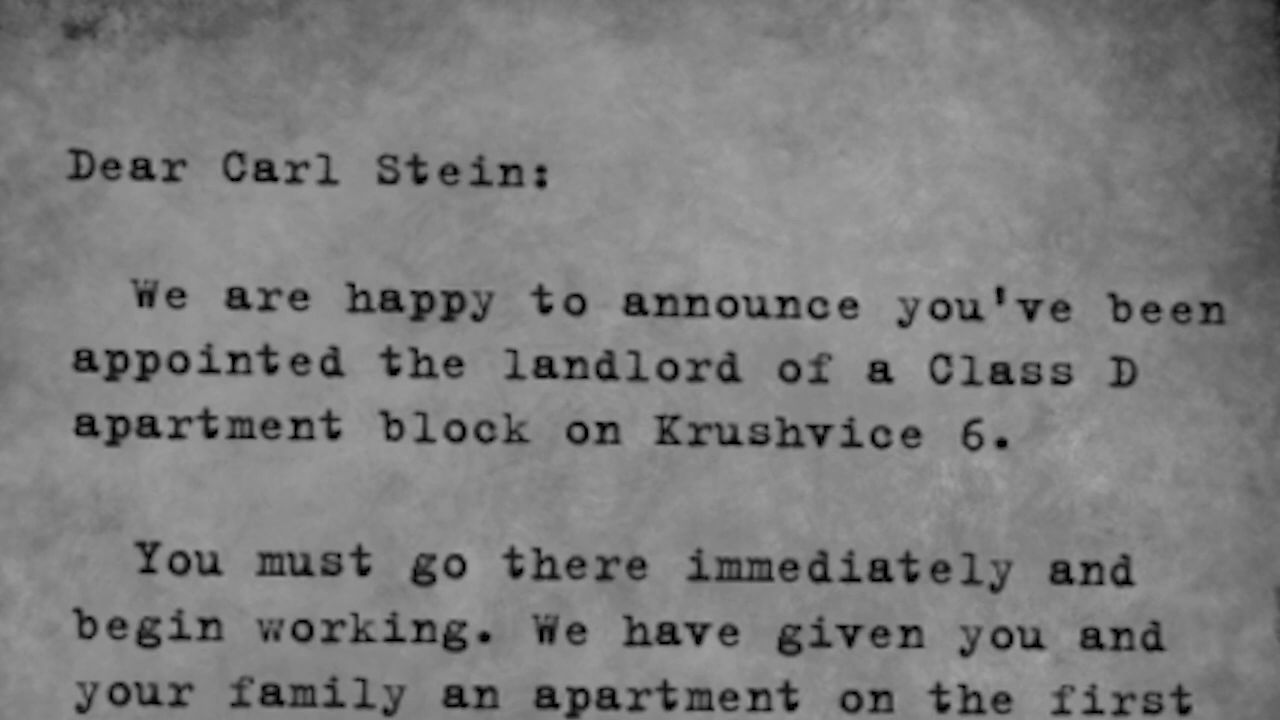 Dear Carl Stein:
We are happy to announce you've been
appointed the landlord of a Class D
apartment block on Krushvice 6.
You must go there immediately and
begin working. We have given you and
your family an apartment on the first